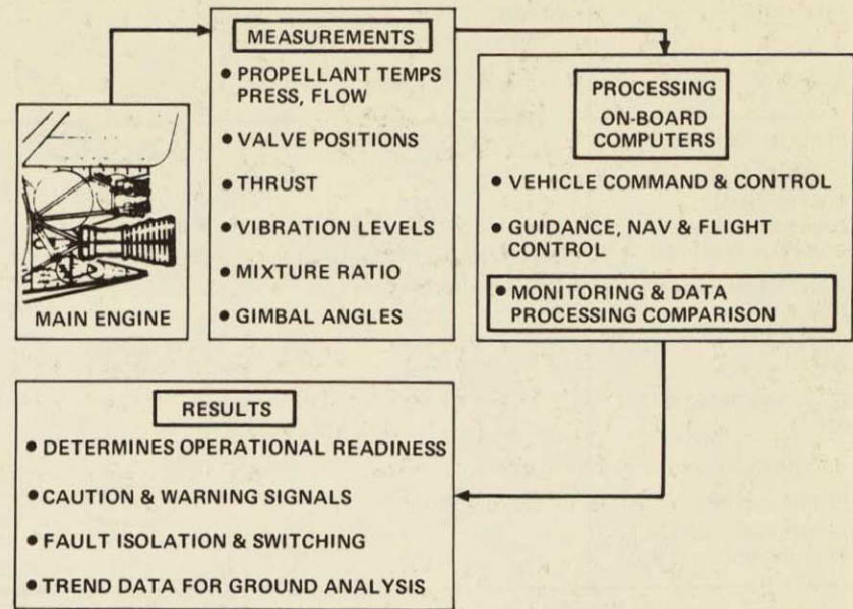 MAIN ENGINE
MEASUREMENTS
• PROPELLANT TEMPS
PRESS, FLOW
• VALVE POSITIONS
• THRUST
• VIBRATION LEVELS
• MIXTURE RATIO
• GIMBAL ANGLES
PROCESSING
ON-BOARD
COMPUTERS
• VEHICLE COMMAND & CONTROL
• GUIDANCE, NAV & FLIGHT
CONTROL
• MONITORING & DATA
PROCESSING COMPARISON
RESULTS
• DETERMINES OPERATIONAL READINESS
• CAUTION & WARNING SIGNALS
• FAULT ISOLATION & SWITCHING
• TREND DATA FOR GROUND ANALYSIS